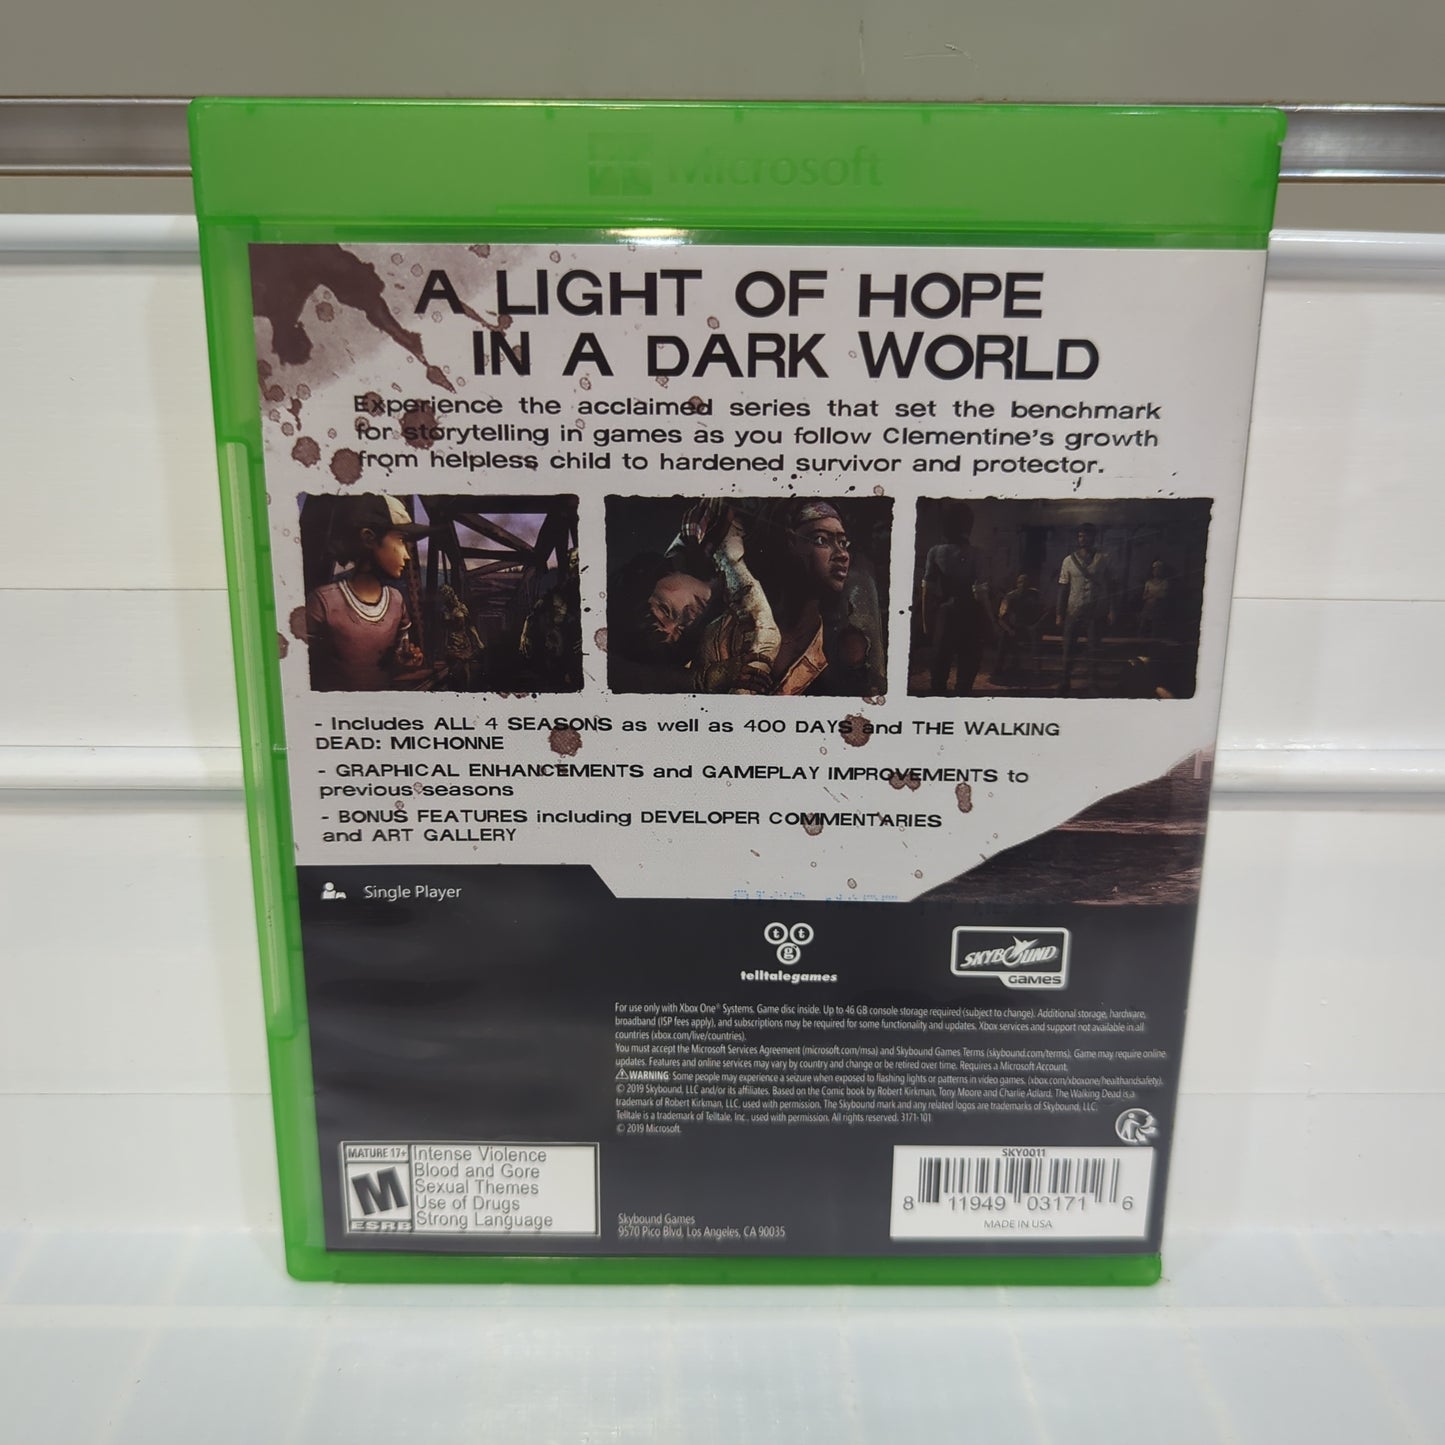 Microsoft
A LIGHT OF HOPE
IN A DARK WORLD
Experience the acclaimed series that set the benchmark
for storytelling in games as you follow Clementine's growth
from helpless child to hardened survivor and protector.
- Includes ALL 4 SEASONS as well as 400 DAYS and THE WALKING
DEAD: MICHONNE
- GRAPHICAL ENHANCEMENTS and GAMEPLAY IMPROVEMENTS to
previous seasons
- BONUS FEATURES including DEVELOPER COMMENTARIES
and ART GALLERY
Single Player
t t
g
telltalegames
SKYBOUND
GAMES
For use only with Xbox One® Systems. Game disc inside. Up to 46 GB console storage required (subject to change). Additional storage, hardware,
broadband (ISP fees apply), and subscriptions may be required for some functionality and updates. Xbox services and support not available in all
countries (xbox.com/live/countries).
You must accept the Microsoft Services Agreement (microsoft.com/msa) and Skybound Games Terms (skybound.com/terms). Game may require online
updates. Features and online services may vary by country and change or be retired over time. Requires a Microsoft Account.
WARNING: Some people may experience a seizure when exposed to flashing lights or patterns in video games. (xbox.com/xboxone/healthandsafety).
© 2019 Skybound, LLC and/or its affiliates. Based on the Comic book by Robert Kirkman, Tony Moore and Charlie Adlard. The Walking Dead is a
trademark of Robert Kirkman, LLC, used with permission. The Skybound mark and any related logos are trademarks of Skybound, LLC.
Telltale is a trademark of Telltale, Inc., used with permission. All rights reserved. 3171-101
© 2019 Microsoft.
MATURE 17+
M
ESRB
Intense Violence
Blood and Gore
Sexual Themes
Use of Drugs
Strong Language
Skybound Games
9570 Pico Blvd, Los Angeles, CA 90035
SKY0011
8 11949 03171 6
MADE IN USA